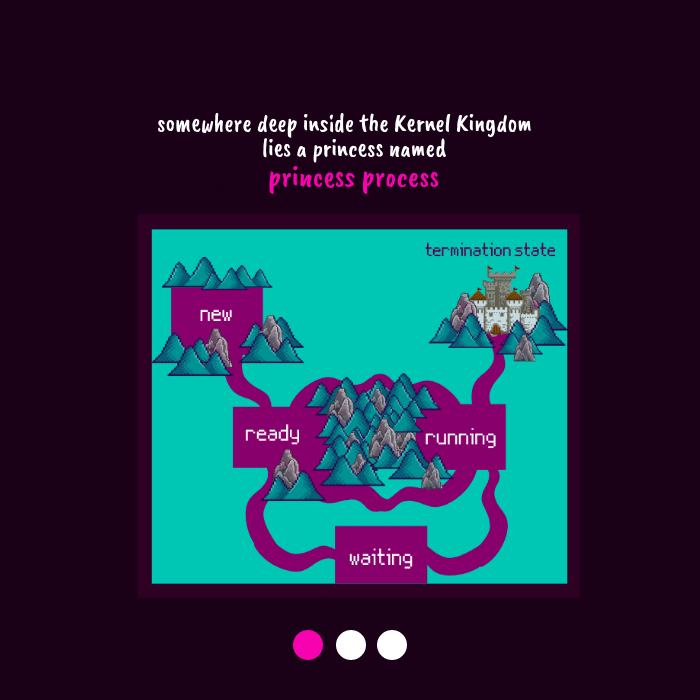 somewhere deep inside the Kernel Kingdom
lies a princess named
princess process
termination state
new
ready
running
waiting